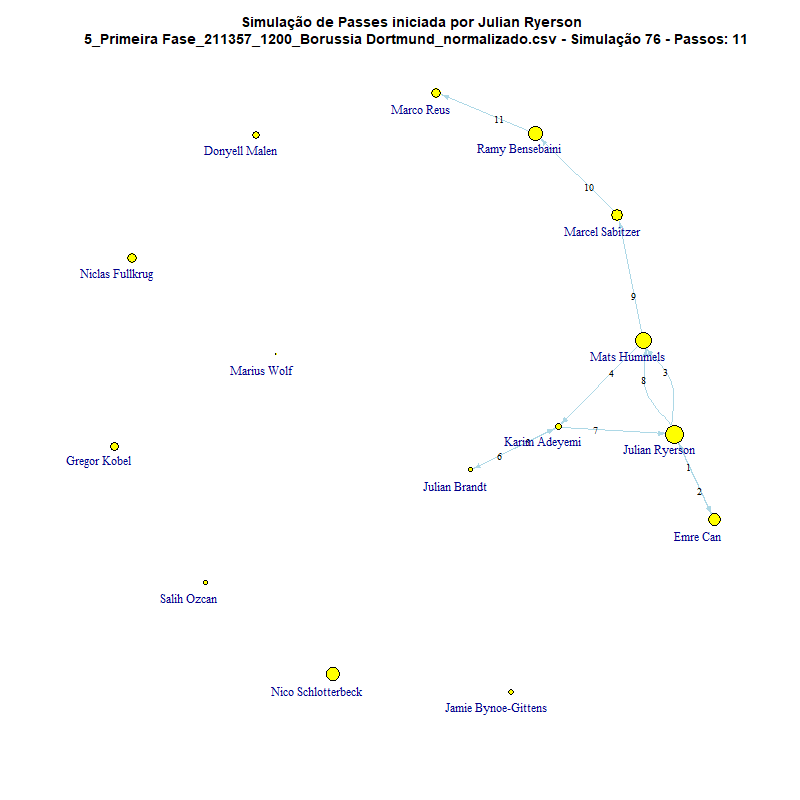 Simulação de Passes iniciada por Julian Ryerson
5_Primeira Fase_211357_1200_Borussia Dortmund_normalizado.csv - Simulação 76 - Passos: 11
Marco Reus
11
Ramy Bensebaini
Donyell Malen
10
Marcel Sabitzer
Niclas Fullkrug
9
Mats Hummels
Marius Wolf
4
3
8
Karim Adeyemi
7
Julian Ryerson
6
Gregor Kobel
1
Julian Brandt
2
Emre Can
Salih Ozcan
Nico Schlotterbeck
Jamie Bynoe-Gittens